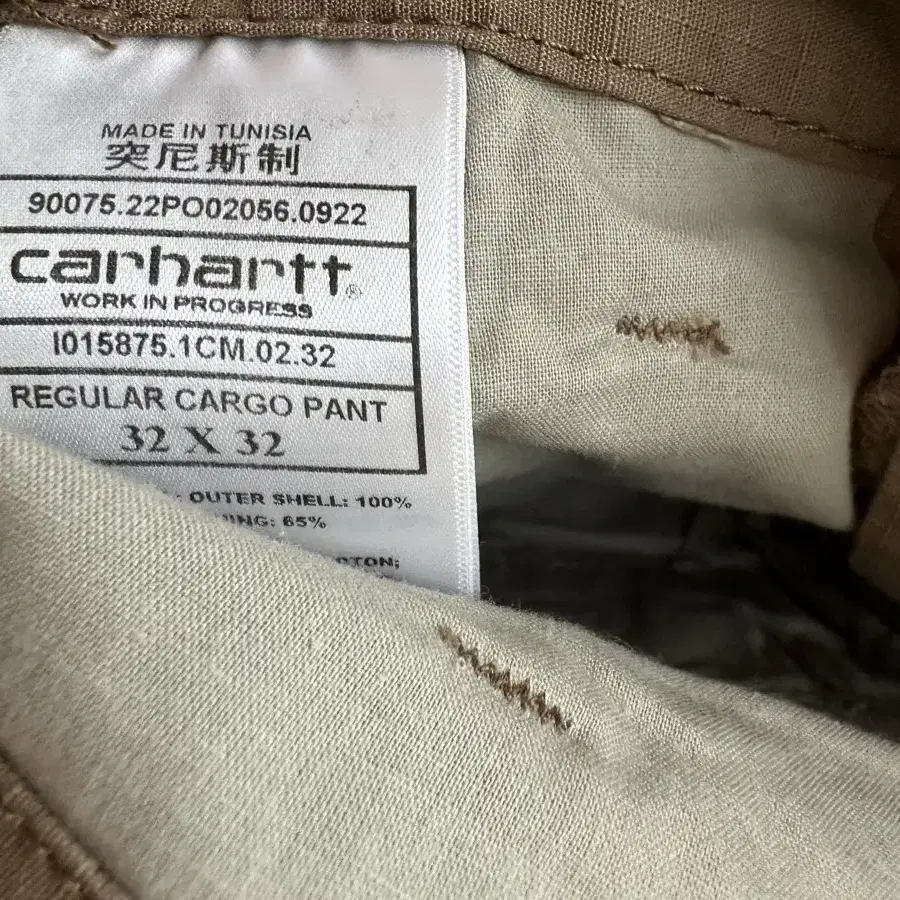 MADE IN TUNISIA
突尼斯制
90075.22PO02056.0922
carhartt®
WORK IN PROGRESS
I015875.1CM.02.32
REGULAR CARGO PANT
32 X 32
OUTER SHELL: 100%
65%